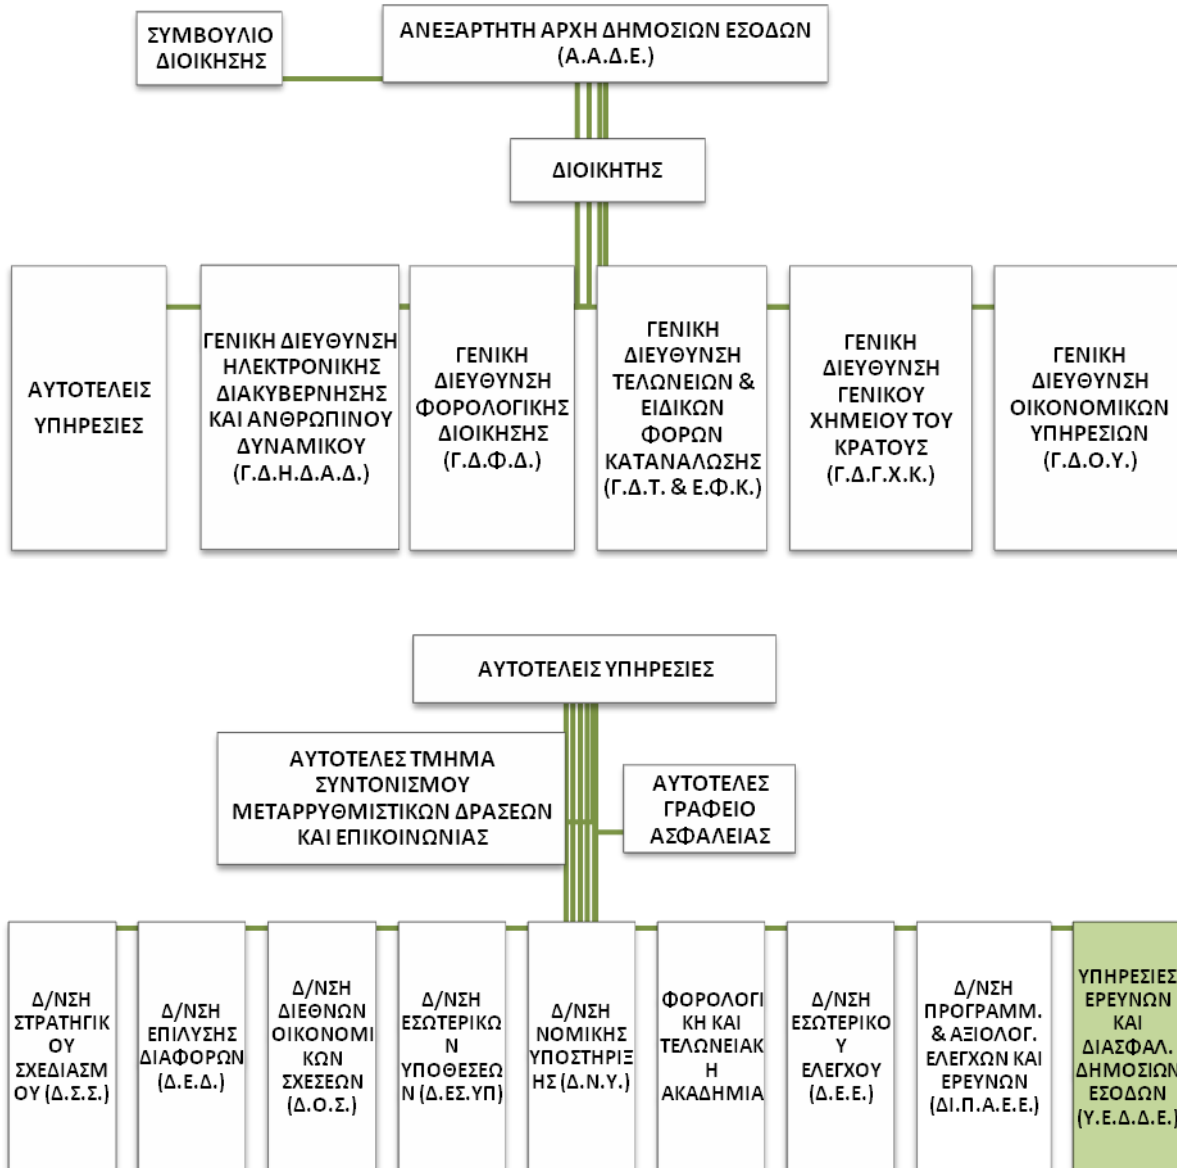 ΣΥΜΒΟΥΛΙΟ
ΔΙΟΙΚΗΣΗΣ
ΑΝΕΞΑΡΤΗΤΗ ΑΡΧΗ ΔΗΜΟΣΙΩΝ ΕΣΟΔΩΝ
(Α.Α.Δ.Ε.)
ΔΙΟΙΚΗΤΗΣ
ΑΥΤΟΤΕΛΕΙΣ
ΥΠΗΡΕΣΙΕΣ
ΓΕΝΙΚΗ ΔΙΕΥΘΥΝΣΗ
ΗΛΕΚΤΡΟΝΙΚΗΣ
ΔΙΑΚΥΒΕΡΝΗΣΗΣ
ΚΑΙ ΑΝΘΡΩΠΙΝΟΥ
ΔΥΝΑΜΙΚΟΥ
(Γ.Δ.Η.Δ.Α.Δ.)
ΓΕΝΙΚΗ
ΔΙΕΥΘΥΝΣΗ
ΦΟΡΟΛΟΓΙΚΗΣ
ΔΙΟΙΚΗΣΗΣ
(Γ.Δ.Φ.Δ.)
ΓΕΝΙΚΗ
ΔΙΕΥΘΥΝΣΗ
ΤΕΛΩΝΕΙΩΝ &
ΕΙΔΙΚΩΝ
ΦΟΡΩΝ
ΚΑΤΑΝΑΛΩΣΗΣ
(Γ.Δ.Τ. & Ε.Φ.Κ.)
ΓΕΝΙΚΗ
ΔΙΕΥΘΥΝΣΗ
ΓΕΝΙΚΟΥ
ΧΗΜΕΙΟΥ ΤΟΥ
ΚΡΑΤΟΥΣ
(Γ.Δ.Γ.Χ.Κ.)
ΓΕΝΙΚΗ
ΔΙΕΥΘΥΝΣΗ
ΟΙΚΟΝΟΜΙΚΩΝ
ΥΠΗΡΕΣΙΩΝ
(Γ.Δ.Ο.Υ.)
ΑΥΤΟΤΕΛΕΙΣ ΥΠΗΡΕΣΙΕΣ
ΑΥΤΟΤΕΛΕΣ ΤΜΗΜΑ
ΣΥΝΤΟΝΙΣΜΟΥ
ΜΕΤΑΡΡΥΘΜΙΣΤΙΚΩΝ ΔΡΑΣΕΩΝ
ΚΑΙ ΕΠΙΚΟΙΝΩΝΙΑΣ
ΑΥΤΟΤΕΛΕΣ
ΓΡΑΦΕΙΟ
ΑΣΦΑΛΕΙΑΣ
Δ/ΝΣΗ
ΣΤΡΑΤΗΓΙΚ
ΟΥ
ΣΧΕΔΙΑΣΜ
ΟΥ (Δ.Σ.Σ.)
Δ/ΝΣΗ
ΕΠΙΛΥΣΗΣ
ΔΙΑΦΟΡΩΝ
(Δ.Ε.Δ.)
Δ/ΝΣΗ
ΔΙΕΘΝΩΝ
ΟΙΚΟΝΟΜΙ
ΚΩΝ
ΣΧΕΣΕΩΝ
(Δ.Ο.Σ.)
Δ/ΝΣΗ
ΕΣΩΤΕΡΙΚΩ
Ν
ΥΠΟΘΕΣΕΩ
Ν (Δ.ΕΣ.ΥΠ)
Δ/ΝΣΗ
ΝΟΜΙΚΗΣ
ΥΠΟΣΤΗΡΙΞ
ΗΣ (Δ.Ν.Υ.)
ΦΟΡΟΛΟΓΙ
ΚΗ ΚΑΙ
ΤΕΛΩΝΕΙΑΚ
Η
ΑΚΑΔΗΜΙΑ
Δ/ΝΣΗ
ΕΣΩΤΕΡΙΚΟ
Υ
ΕΛΕΓΧΟΥ
(Δ.Ε.Ε.)
Δ/ΝΣΗ
ΠΡΟΓΡΑΜΜ.
& ΑΞΙΟΛΟΓ.
ΕΛΕΓΧΩΝ ΚΑΙ
ΕΡΕΥΝΩΝ
(ΔΙ.Π.Α.Ε.Ε.)
ΥΠΗΡΕΣΙΕΣ
ΕΡΕΥΝΩΝ
ΚΑΙ
ΔΙΑΣΦΑΛ.
ΔΗΜΟΣΙΩΝ
ΕΣΟΔΩΝ
(Υ.Ε.Δ.Δ.Ε.)